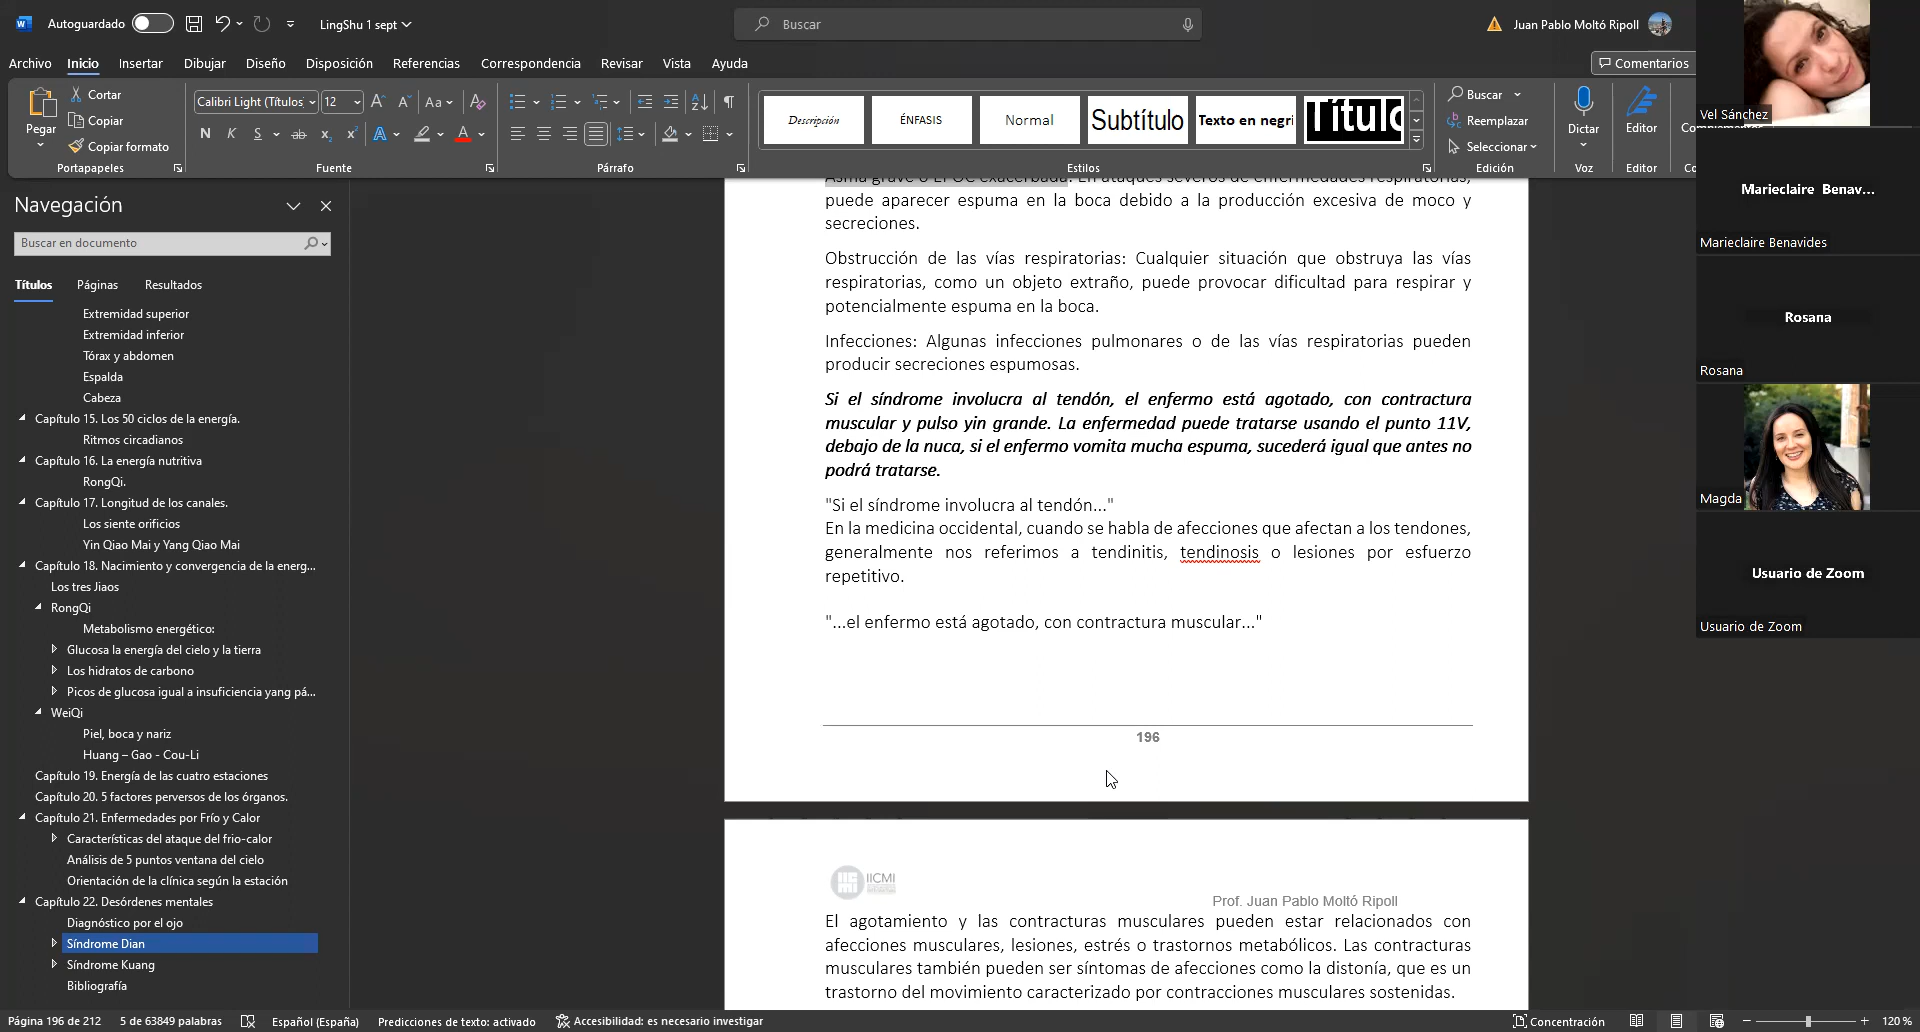 Autoguardado
LingShu 1 sept
Buscar
Juan Pablo Moltó Ripoll
Archivo Inicio Insertar Dibujar Diseño Disposición Referencias Correspondencia Revisar Vista Ayuda
Comentarios
Pegar
Cortar
Copiar
Copiar formato
Portapapeles
Calibri Light (Títulos 12
Aa
N K S ab x₂ x² A A
Fuente
Párrafo
Descripción
ÉNFASIS
Normal
Subtítulo
Texto en negri
Título
Estilos
Buscar
Reemplazar
Seleccionar
Edición
Dictar
Voz
Editor
Editor
Navegación
Buscar en documento
Títulos Páginas Resultados
Extremidad superior
Extremidad inferior
Tórax y abdomen
Espalda
Cabeza
Capítulo 15. Los 50 ciclos de la energía.
Ritmos circadianos
Capítulo 16. La energía nutritiva
RongQi.
Capítulo 17. Longitud de los canales.
Los siente orificios
Yin Qiao Mai y Yang Qiao Mai
Capítulo 18. Nacimiento y convergencia de la energ...
Los tres Jiaos
RongQi
Metabolismo energético:
Glucosa la energía del cielo y la tierra
Los hidratos de carbono
Picos de glucosa igual a insuficiencia yang pá...
WeiQi
Piel, boca y nariz
Huang – Gao - Cou-Li
Capítulo 19. Energía de las cuatro estaciones
Capítulo 20. 5 factores perversos de los órganos.
Capítulo 21. Enfermedades por Frío y Calor
Características del ataque del frio-calor
Análisis de 5 puntos ventana del cielo
Orientación de la clínica según la estación
Capítulo 22. Desórdenes mentales
Diagnóstico por el ojo
Síndrome Dian
Síndrome Kuang
Bibliografía
Asma grave o EPOC exacerbada: En ataques severos de enfermedades respiratorias,
puede aparecer espuma en la boca debido a la producción excesiva de moco y
secreciones.
Obstrucción de las vías respiratorias: Cualquier situación que obstruya las vías
respiratorias, como un objeto extraño, puede provocar dificultad para respirar y
potencialmente espuma en la boca.
Infecciones: Algunas infecciones pulmonares o de las vías respiratorias pueden
producir secreciones espumosas.
Si el síndrome involucra al tendón, el enfermo está agotado, con contractura
muscular y pulso yin grande. La enfermedad puede tratarse usando el punto 11V,
debajo de la nuca, si el enfermo vomita mucha espuma, sucederá igual que antes no
podrá tratarse.
"Si el síndrome involucra al tendón..."
En la medicina occidental, cuando se habla de afecciones que afectan a los tendones,
generalmente nos referimos a tendinitis, tendinosis o lesiones por esfuerzo
repetitivo.
"...el enfermo está agotado, con contractura muscular..."
196
IICMI
Prof. Juan Pablo Moltó Ripoll
El agotamiento y las contracturas musculares pueden estar relacionados con
afecciones musculares, lesiones, estrés o trastornos metabólicos. Las contracturas
musculares también pueden ser síntomas de afecciones como la distonía, que es un
trastorno del movimiento caracterizado por contracciones musculares sostenidas.
Vel Sánchez
Marieclaire Benav...
Marieclaire Benavides
Rosana
Rosana
Magda
Usuario de Zoom
Usuario de Zoom
Página 196 de 212 5 de 63849 palabras Español (España) Predicciones de texto: activado Accesibilidad: es necesario investigar
Concentración
120 %